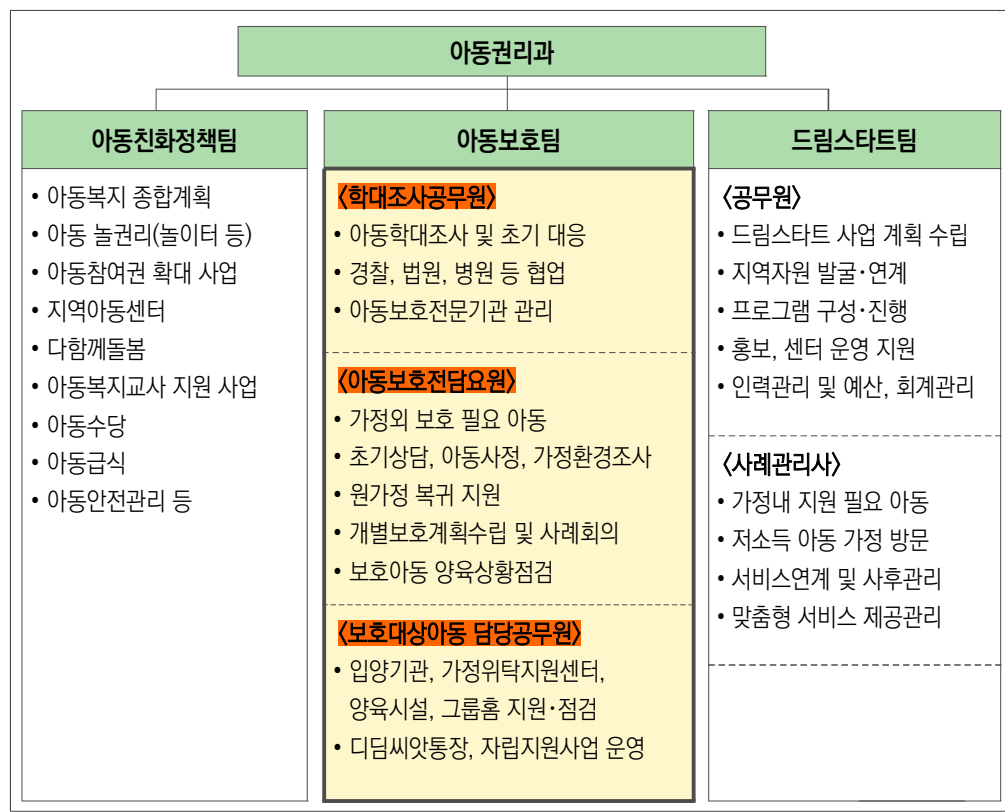 아동권리과
아동친화정책팀
• 아동복지 종합계획
• 아동 놀권리(놀이터 등)
• 아동참여권 확대 사업
• 지역아동센터
• 다함께돌봄
• 아동복지교사 지원 사업
• 아동수당
• 아동급식
• 아동안전관리 등
아동보호팀
〈학대조사공무원〉
• 아동학대조사 및 초기 대응
• 경찰, 법원, 병원 등 협업
• 아동보호전문기관 관리
〈아동보호전담요원〉
• 가정외 보호 필요 아동
• 초기상담, 아동사정, 가정환경조사
• 원가정 복귀 지원
• 개별보호계획수립 및 사례회의
• 보호아동 양육상황점검
〈보호대상아동 담당공무원〉
• 입양기관, 가정위탁지원센터,
양육시설, 그룹홈 지원·점검
• 디딤씨앗통장, 자립지원사업 운영
드림스타트팀
〈공무원〉
• 드림스타트 사업 계획 수립
• 지역자원 발굴·연계
• 프로그램 구성·진행
• 홍보, 센터 운영 지원
• 인력관리 및 예산, 회계관리
〈사례관리사〉
• 가정내 지원 필요 아동
• 저소득 아동 가정 방문
• 서비스연계 및 사후관리
• 맞춤형 서비스 제공관리